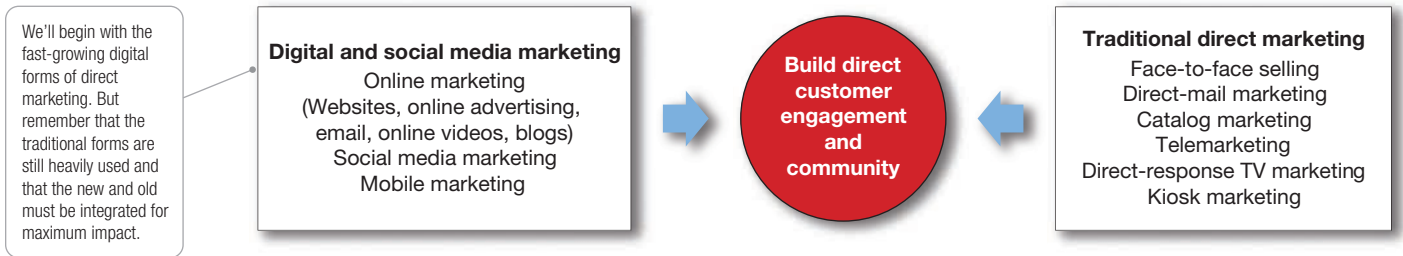 We’ll begin with the
fast-growing digital
forms of direct
marketing. But
remember that the
traditional forms are
still heavily used and
that the new and old
must be integrated for
maximum impact.
Digital and social media marketing
Online marketing
(Websites, online advertising,
email, online videos, blogs)
Social media marketing
Mobile marketing
Build direct
customer
engagement
and
community
Traditional direct marketing
Face-to-face selling
Direct-mail marketing
Catalog marketing
Telemarketing
Direct-response TV marketing
Kiosk marketing